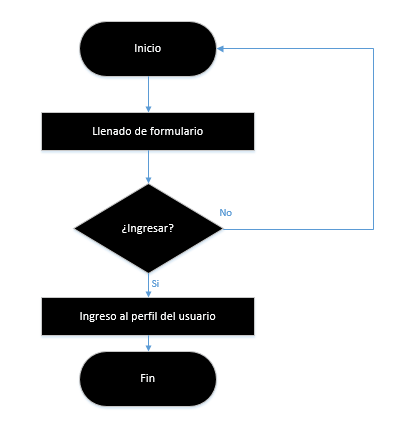 Inicio
Llenado de formulario
¿Ingresar?
No
Si
Ingreso al perfil del usuario
Fin